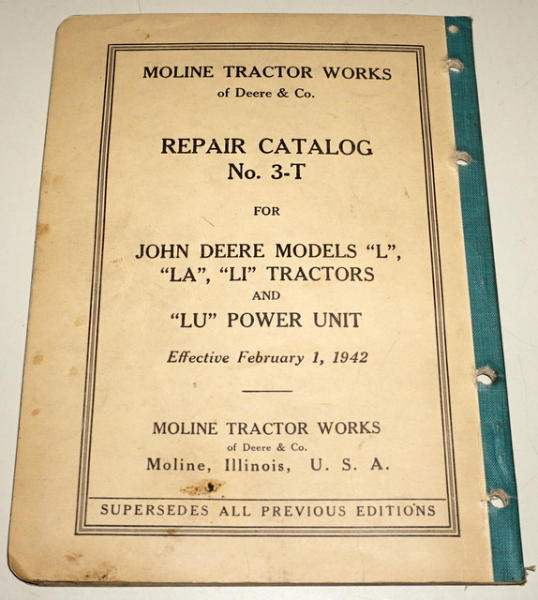 MOLINE TRACTOR WORKS
of Deere & Co.
REPAIR CATALOG
No. 3-T
FOR
JOHN DEERE MODELS “L”,
“LA”, “LI” TRACTORS
AND
“LU” POWER UNIT
Effective February 1, 1942
MOLINE TRACTOR WORKS
of Deere & Co.
Moline, Illinois, U. S. A.
SUPERSEDES ALL PREVIOUS EDITIONS